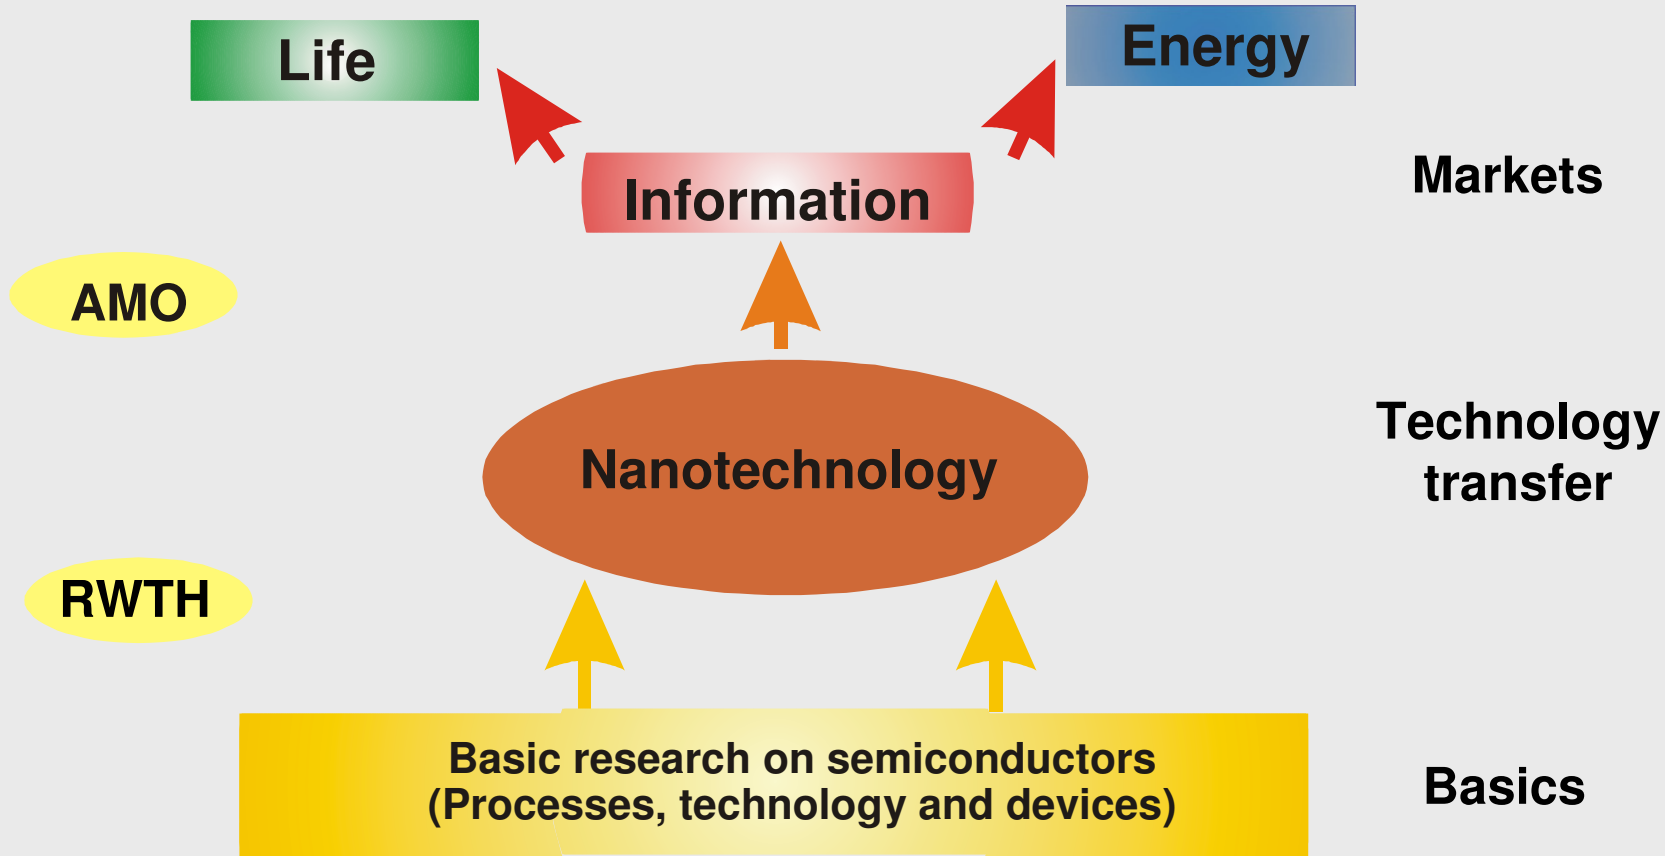 Life
Energy
Information
Markets
AMO
Nanotechnology
Technology
transfer
RWTH
Basic research on semiconductors
(Processes, technology and devices)
Basics